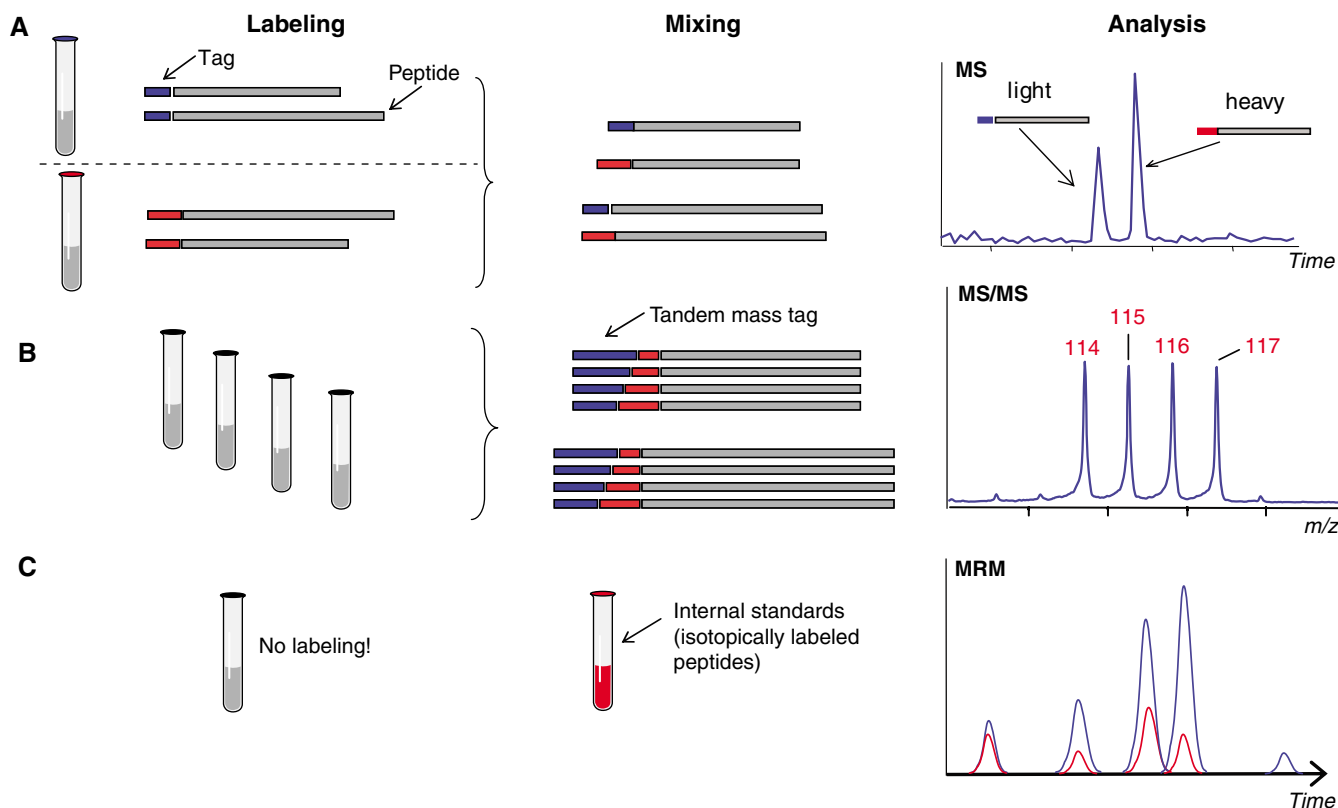 A
Labeling
Mixing
Analysis
Tag
Peptide
MS
light
heavy
Time
B
Tandem mass tag
MS/MS
114
115
116
117
m/z
C
No labeling!
Internal standards
(isotopically labeled
peptides)
MRM
Time